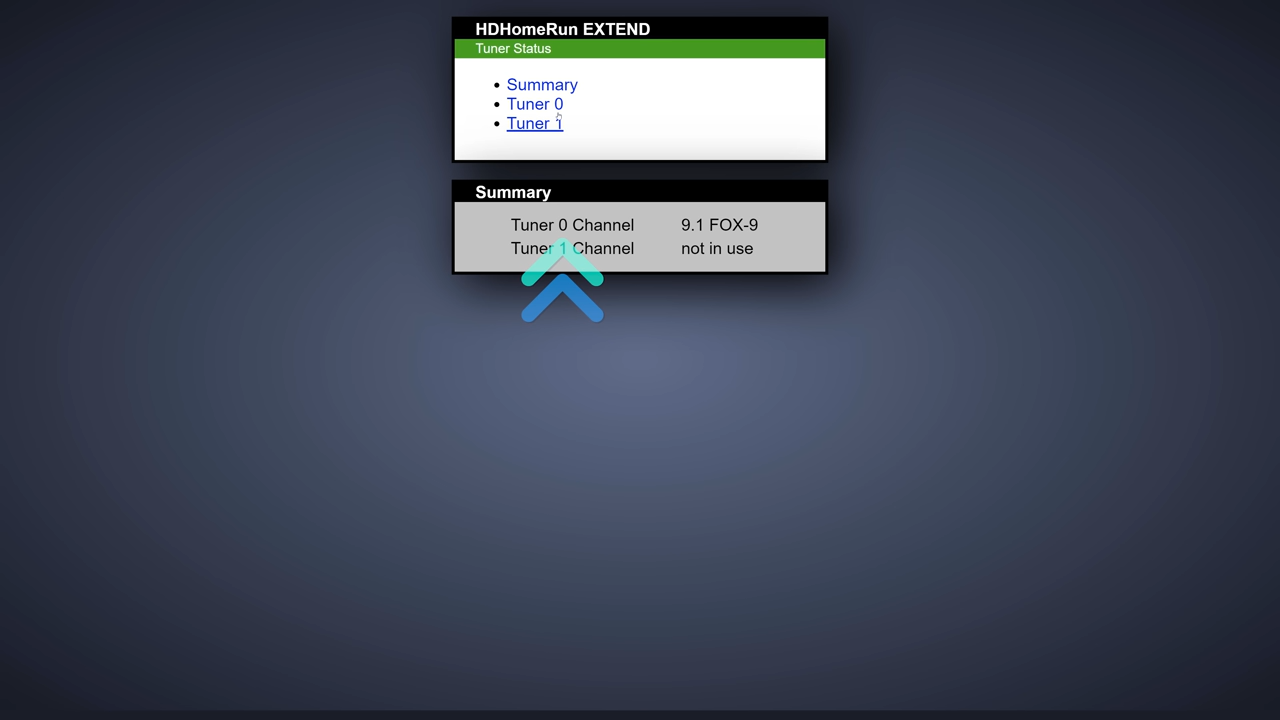 HDHomeRun EXTEND
Tuner Status
Summary
Tuner 0
Tuner 1
Summary
Tuner 0 Channel 9.1 FOX-9
Tuner 1 Channel not in use